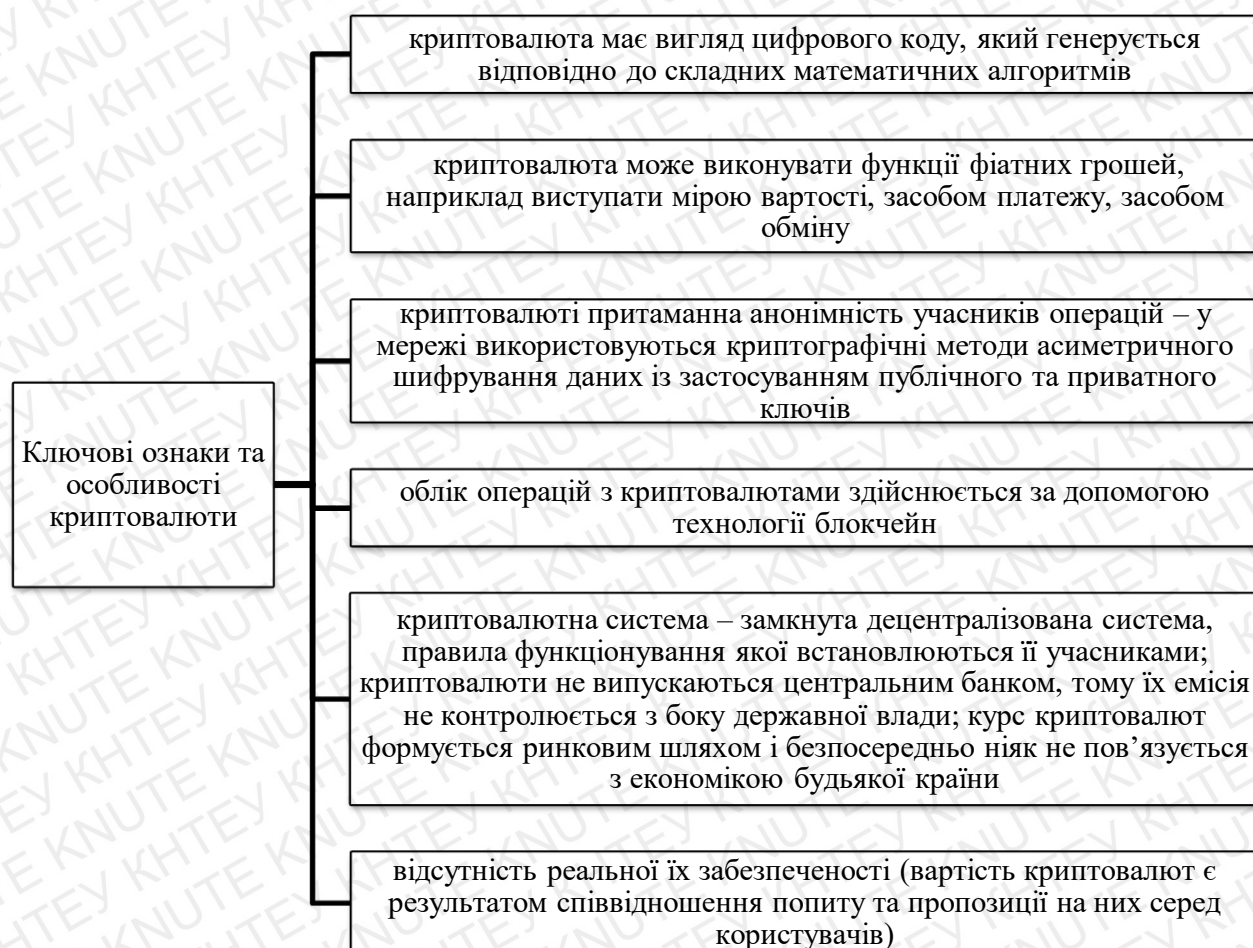 криптовалюта має вигляд цифрового коду, який генерується
відповідно до складних математичних алгоритмів
криптовалюта може виконувати функції фіатних грошей,
наприклад виступати мірою вартості, засобом платежу, засобом
обміну
криптовалюті притаманна анонімність учасників операцій – у
мережі використовуються криптографічні методи асиметричного
шифрування даних із застосуванням публічного та приватного
ключів
Ключові ознаки та
особливості
криптовалюти
облік операцій з криптовалютами здійснюється за допомогою
технології блокчейн
криптовалютна система – замкнута децентралізована система,
правила функціонування якої встановлюються її учасниками;
криптовалюти не випускаються центральним банком, тому їх емісія
не контролюється з боку державної влади; курс криптовалют
формується ринковим шляхом і безпосередньо ніяк не пов’язується
з економікою будьякої країни
відсутність реальної їх забезпеченості (вартість криптовалют є
результатом співвідношення попиту та пропозиції на них серед
користувачів)